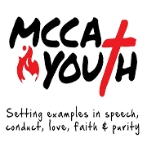 MCCA
YOUTH
Setting examples in speech,
conduct, love, faith & purity